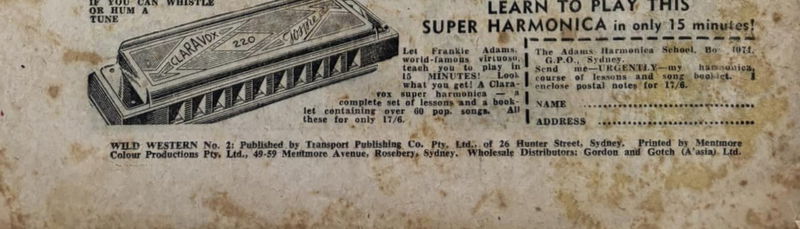 IF YOU CAN WHISTLE
OR HUM A
TUNE
LEARN TO PLAY THIS
SUPER HARMONICA in only 15 minutes!
CLARAVOX
220
Let Frankie Adams,
world-famous virtuoso,
teach you to play in
15 MINUTES! Look
what you get! A Clara-
vox super harmonica — a
complete set of lessons and a book-
let containing over 60 pop. songs. All
these for only 17/6.
The Adams Harmonica School, Bo 4074,
G.P.O., Sydney.
Send me—URGENTLY—my harmonica,
course of lessons and song booklet. I
enclose postal notes for 17/6.
NAME
ADDRESS
WILD WESTERN No. 2: Published by Transport Publishing Co. Pty. Ltd., of 26 Hunter Street, Sydney. Printed by Mentmore
Colour Productions Pty. Ltd., 49-59 Mentmore Avenue, Rosebery, Sydney. Wholesale Distributors: Gordon and Gotch (A'asia) Ltd.